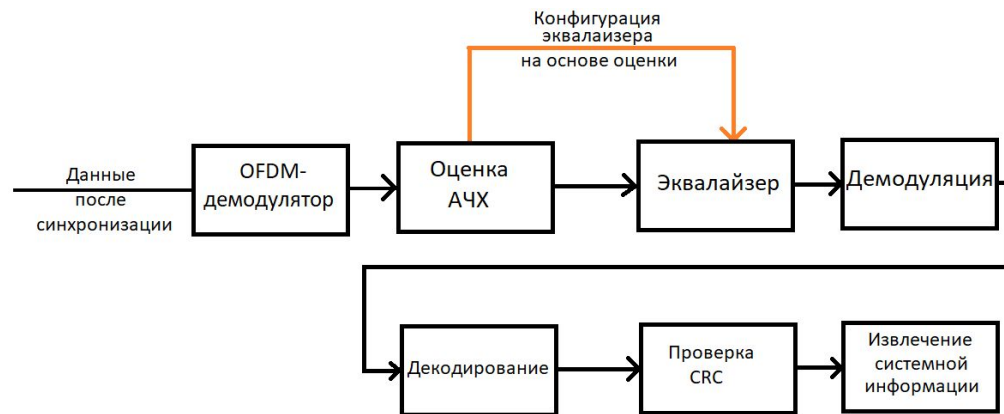 Конфигурация
эквалаизера
на основе оценки
Данные
после
синхронизации
OFDM-
демодулятор
Оценка
АЧХ
Эквалайзер
Демодуляция
Декодирование
Проверка
CRC
Извлечение
системной
информации